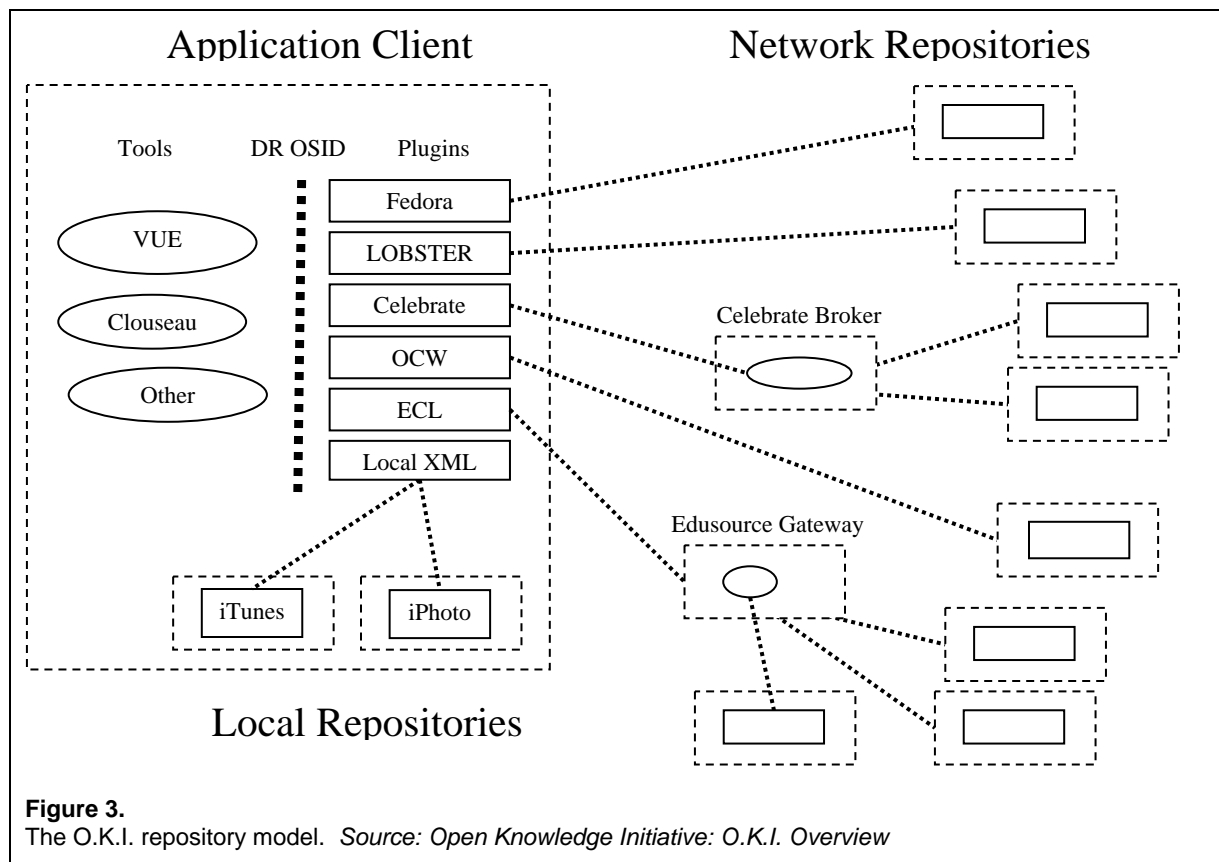 Application Client
Network Repositories
Tools
DR OSID
Plugins
Fedora
VUE
LOBSTER
Clouseau
Celebrate
Celebrate Broker
OCW
Other
ECL
Local XML
Edusource Gateway
iTunes
iPhoto
Local Repositories
Figure 3.
The O.K.I. repository model. Source: Open Knowledge Initiative: O.K.I. Overview